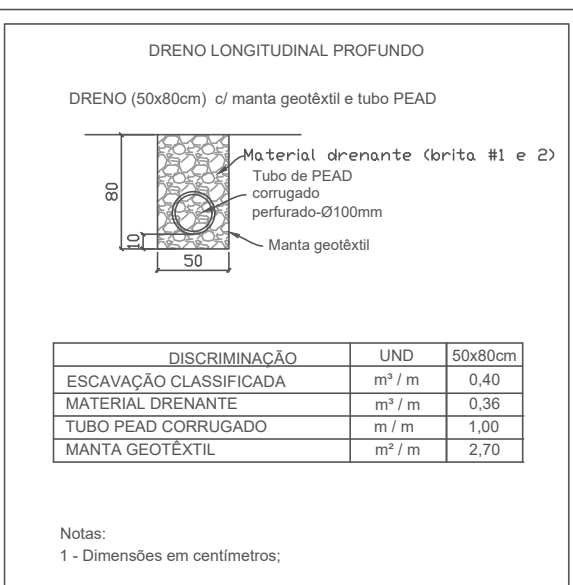 DRENO LONGITUDINAL PROFUNDO
DRENO (50x80cm) c/ manta geotêxtil e tubo PEAD
Material drenante (brita #1 e 2)
Tubo de PEAD
corrugado
perfurado-Ø100mm
Manta geotêxtil
80
10
50
DISCRIMINAÇÃO UND 50x80cm
ESCAVAÇÃO CLASSIFICADA m³ / m 0,40
MATERIAL DRENANTE m³ / m 0,36
TUBO PEAD CORRUGADO m / m 1,00
MANTA GEOTÊXTIL m² / m 2,70
Notas:
1 - Dimensões em centímetros;